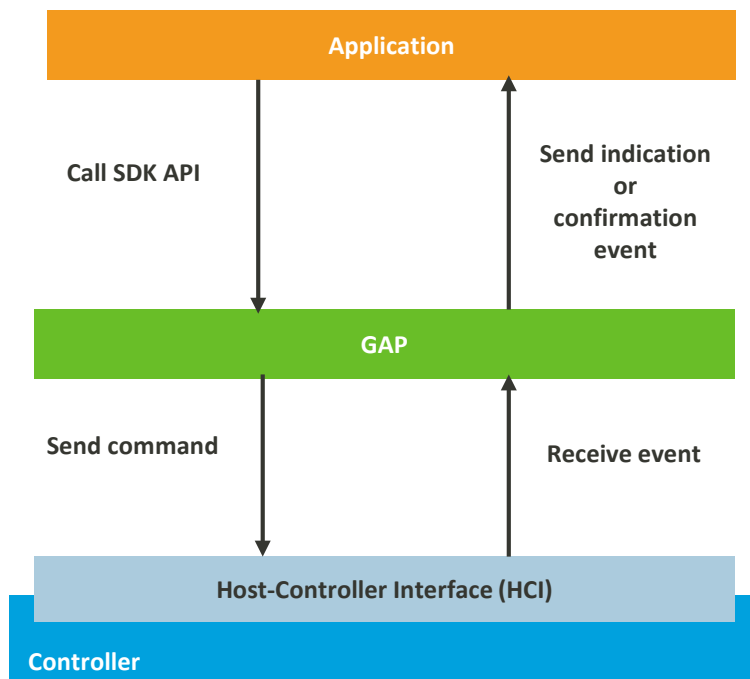 Application
Call SDK API
Send indication
or
confirmation
event
GAP
Send command
Receive event
Host-Controller Interface (HCI)
Controller